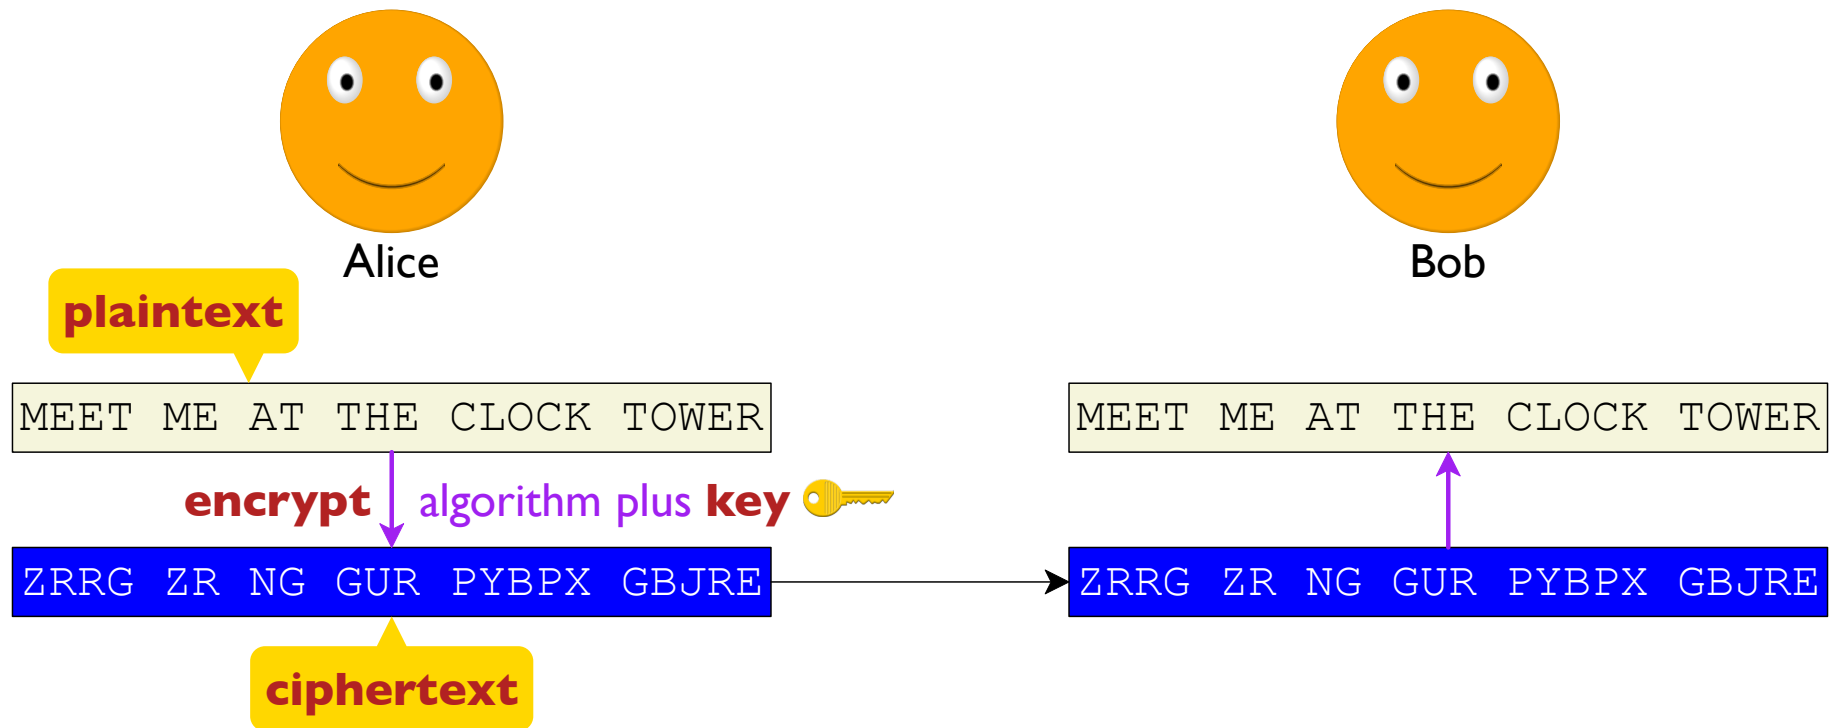 Alice
Bob
plaintext
MEET ME AT THE CLOCK TOWER
MEET ME AT THE CLOCK TOWER
encrypt algorithm plus key
ZRRG ZR NG GUR PYBPX GBJRE
ZRRG ZR NG GUR PYBPX GBJRE
ciphertext